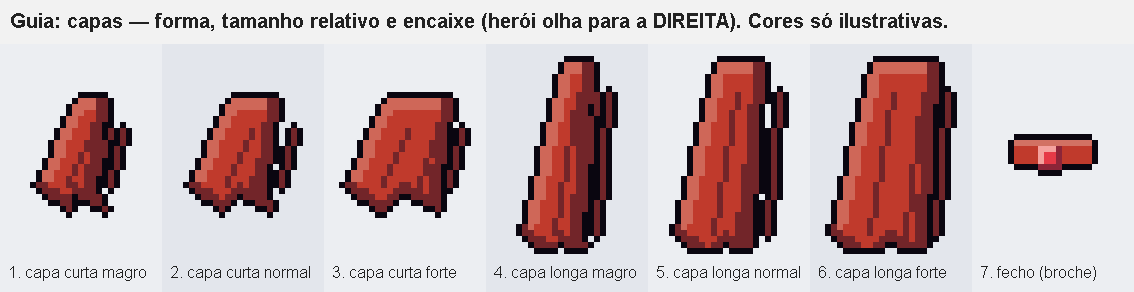 Guia: capas — forma, tamanho relativo e encaixe (herói olha para a DIREITA). Cores só ilustrativas.
1. capa curta magro
2. capa curta normal
3. capa curta forte
4. capa longa magro
5. capa longa normal
6. capa longa forte
7. fecho (broche)